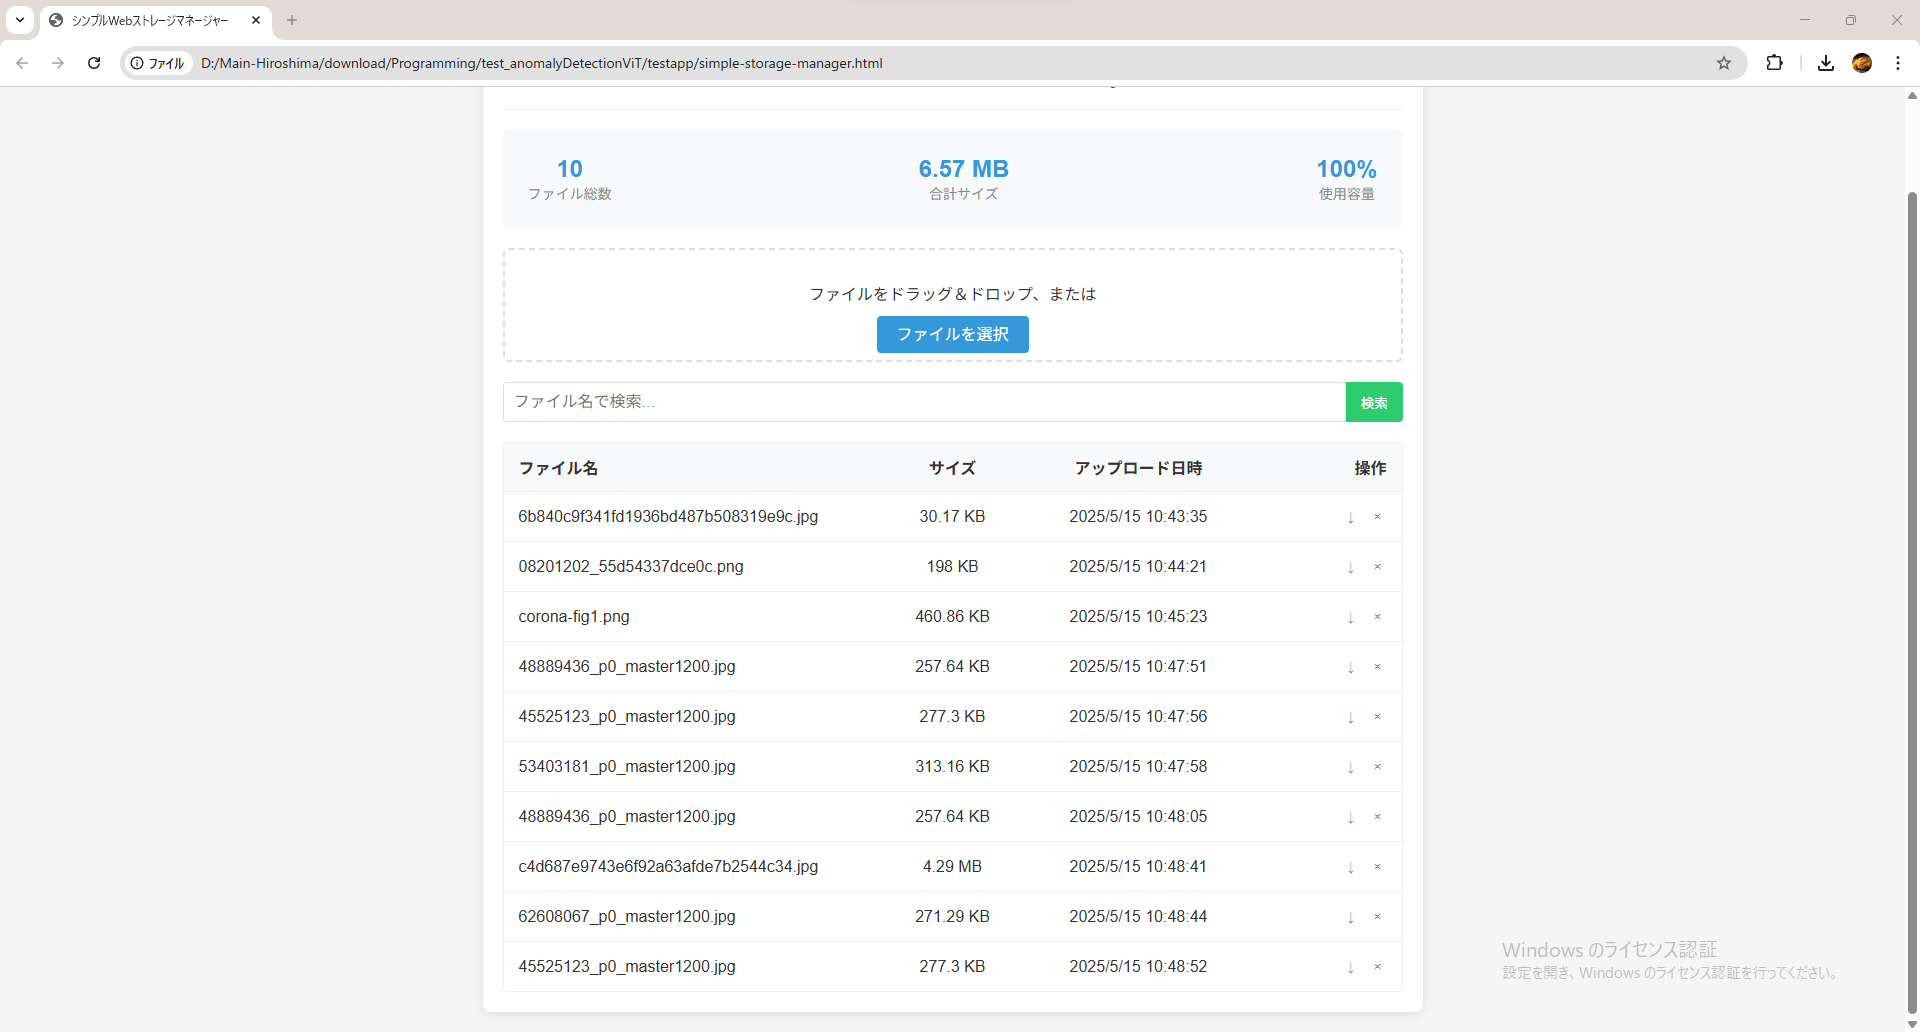 シンプルWebストレージマネージャー
ファイル
D:/Main-Hiroshima/download/Programming/test_anomalyDetectionViT/testapp/simple-storage-manager.html
10
ファイル総数
6.57 MB
合計サイズ
100%
使用容量
ファイルをドラッグ＆ドロップ、または
ファイルを選択
ファイル名で検索...
検索
ファイル名 サイズ アップロード日時 操作
6b840c9f341fd1936bd487b508319e9c.jpg 30.17 KB 2025/5/15 10:43:35 ↓ ×
08201202_55d54337dce0c.png 198 KB 2025/5/15 10:44:21 ↓ ×
corona-fig1.png 460.86 KB 2025/5/15 10:45:23 ↓ ×
48889436_p0_master1200.jpg 257.64 KB 2025/5/15 10:47:51 ↓ ×
45525123_p0_master1200.jpg 277.3 KB 2025/5/15 10:47:56 ↓ ×
53403181_p0_master1200.jpg 313.16 KB 2025/5/15 10:47:58 ↓ ×
48889436_p0_master1200.jpg 257.64 KB 2025/5/15 10:48:05 ↓ ×
c4d687e9743e6f92a63afde7b2544c34.jpg 4.29 MB 2025/5/15 10:48:41 ↓ ×
62608067_p0_master1200.jpg 271.29 KB 2025/5/15 10:48:44 ↓ ×
45525123_p0_master1200.jpg 277.3 KB 2025/5/15 10:48:52 ↓ ×
Windows のライセンス認証
設定を開き、Windows のライセンス認証を行ってください。